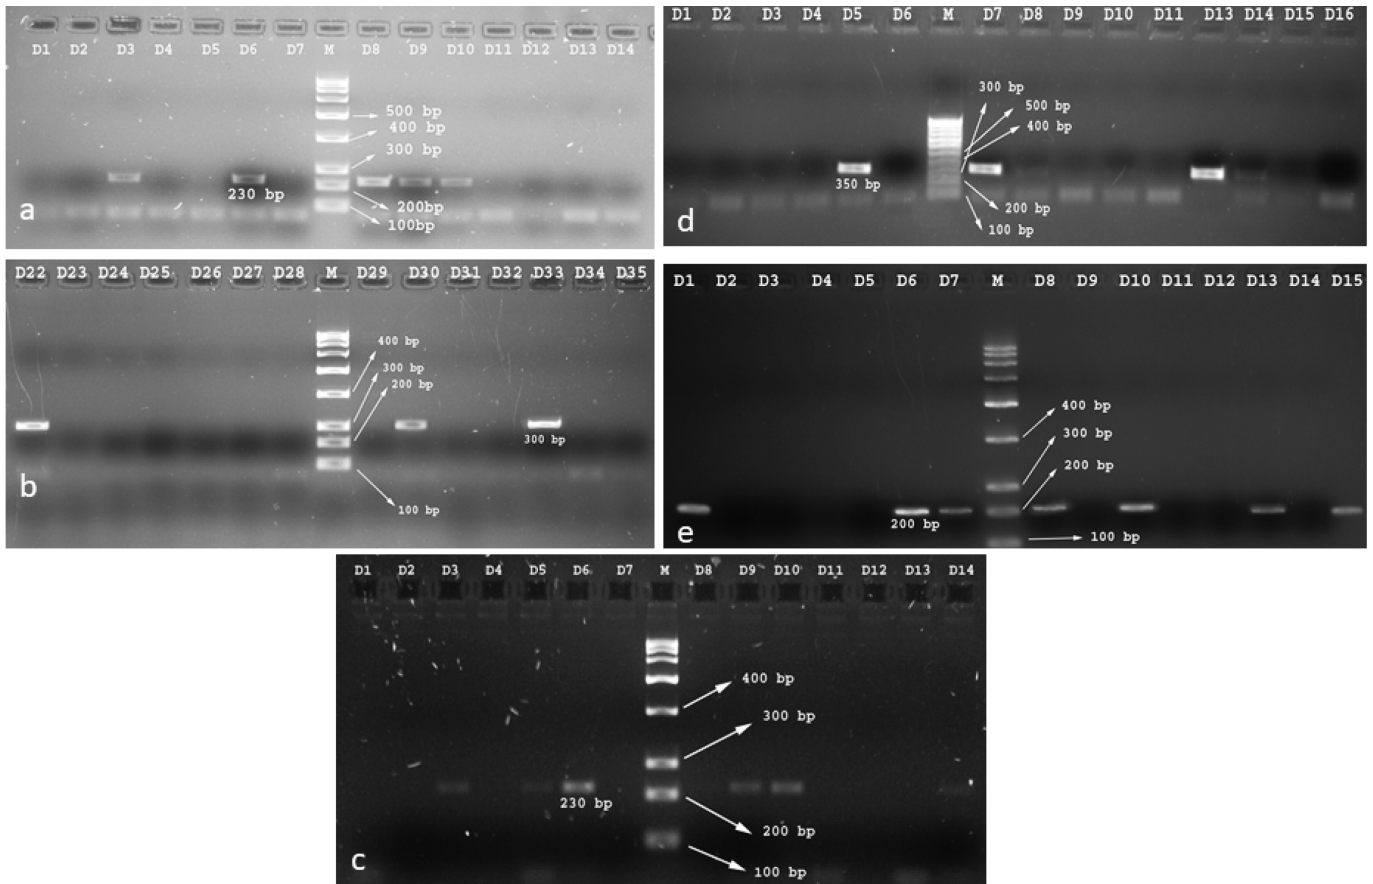 D1 D2 D3 D4 D5 D6 D7 M D8 D9 D10 D11 D12 D13 D14
500 bp
400 bp
300 bp
230 bp
200bp
100bp
a
D1 D2 D3 D4 D5 D6 M D7 D8 D9 D10 D11 D13 D14 D15 D16
300 bp
500 bp
400 bp
350 bp
200 bp
100 bp
d
D22 D23 D24 D25 D26 D27 D28 M D29 D30 D31 D32 D33 D34 D35
400 bp
300 bp
200 bp
300 bp
100 bp
b
D1 D2 D3 D4 D5 D6 D7 M D8 D9 D10 D11 D12 D13 D14 D15
400 bp
300 bp
200 bp
200 bp
100 bp
e
D1 D2 D3 D4 D5 D6 D7 M D8 D9 D10 D11 D12 D13 D14
400 bp
300 bp
230 bp
200 bp
100 bp
c